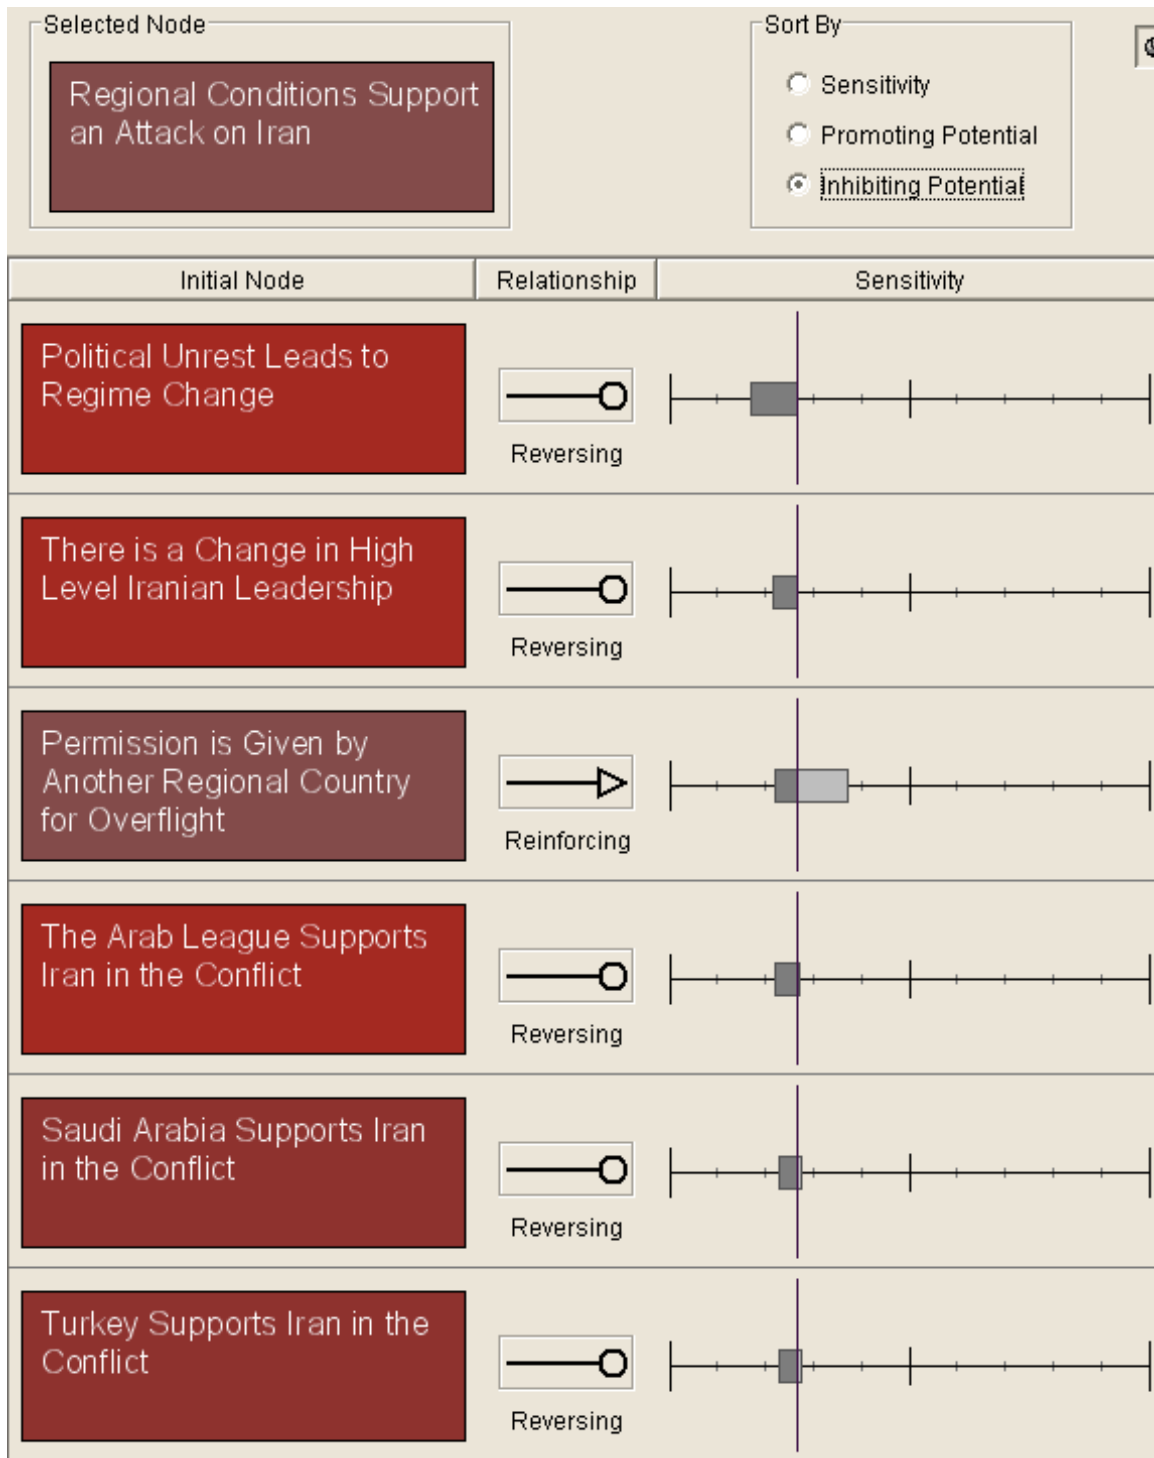 Selected Node
Sort By
Regional Conditions Support
an Attack on Iran
Sensitivity
Promoting Potential
Inhibiting Potential
Initial Node
Relationship
Sensitivity
Political Unrest Leads to
Regime Change
Reversing
There is a Change in High
Level Iranian Leadership
Reversing
Permission is Given by
Another Regional Country
for Overflight
Reinforcing
The Arab League Supports
Iran in the Conflict
Reversing
Saudi Arabia Supports Iran
in the Conflict
Reversing
Turkey Supports Iran in the
Conflict
Reversing